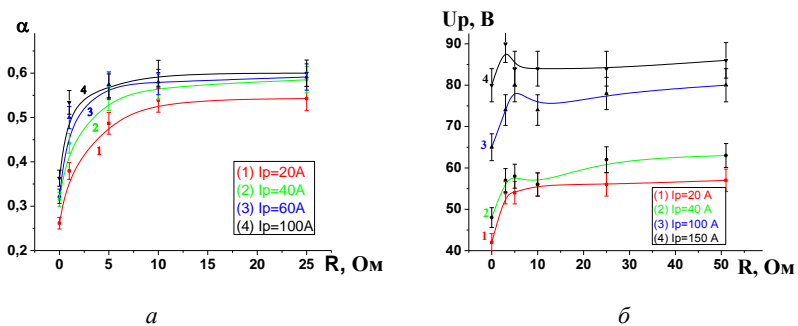 α
0,6
0,5
0,4
0,3
0,2
0
5
10
15
20
25
R, Ом
4
3
2
1
(1) Ip=20A
(2) Ip=40A
(3) Ip=60A
(4) Ip=100A
а
Up, В
90
80
70
60
50
40
0
10
20
30
40
50
R, Ом
4
3
2
1
(1) Ip=20 A
(2) Ip=40 A
(3) Ip=100 A
(4) Ip=150 A
б